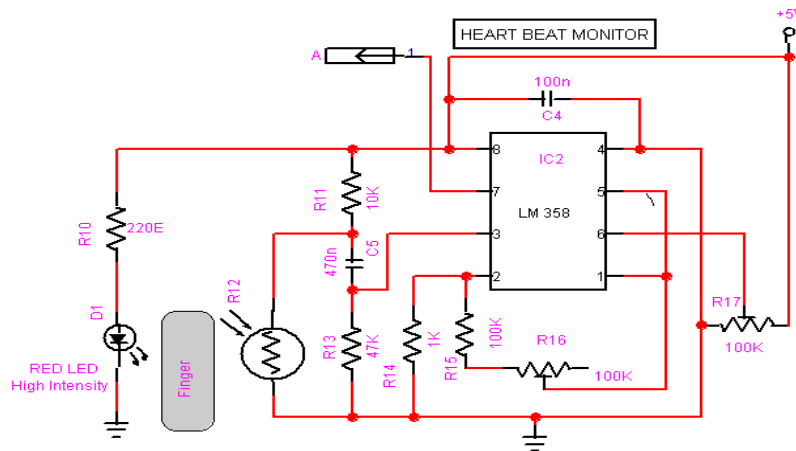 +5V
HEART BEAT MONITOR
A
1
100n
C4
8
4
IC2
R11
10K
7
5
LM 358
R10
220E
3
6
C5
470n
2
1
R12
R17
D1
R13
47K
R14
1K
R15
100K
R16
100K
100K
RED LED
High Intensity
Finger